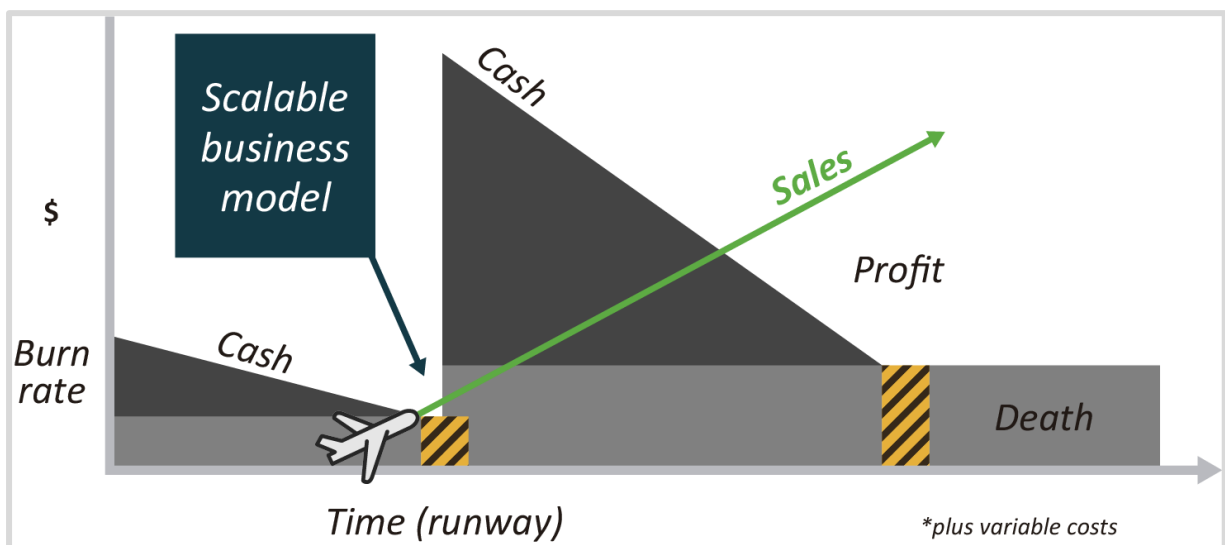 Scalable
business
model
Cash
Sales
$
Profit
Burn
rate
Cash
Death
Time (runway)
*plus variable costs